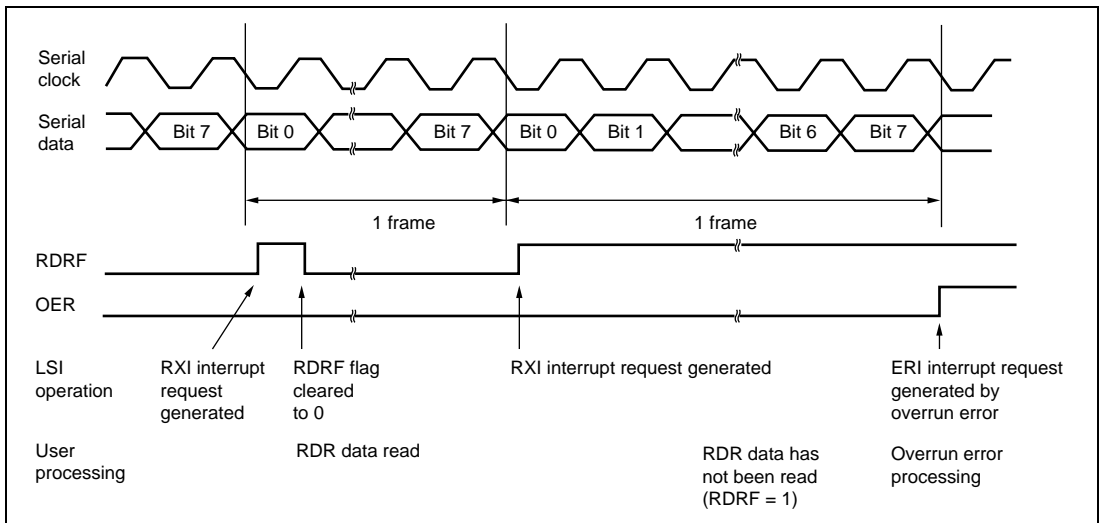 Serial
clock
Serial
data
Bit 7
Bit 0
Bit 7
Bit 0
Bit 1
Bit 6
Bit 7
1 frame
1 frame
RDRF
OER
LSI
operation
RXI interrupt
request
generated
RDRF flag
cleared
to 0
RXI interrupt request generated
ERI interrupt request
generated by
overrun error
User
processing
RDR data read
RDR data has
not been read
(RDRF = 1)
Overrun error
processing